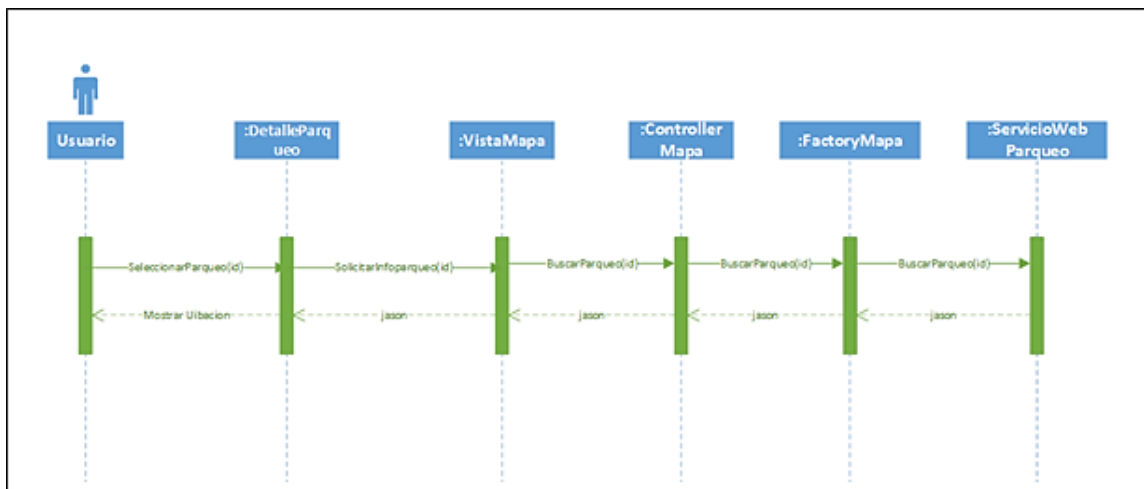 Usuario
:DetalleParq
ueo
:VistaMapa
:Controller
Mapa
:FactoryMapa
:ServicioWeb
Parqueo
SeleccionarParqueo(id)
SolicitarInfoparqueo(id)
BuscarParqueo(id)
BuscarParqueo(id)
BuscarParqueo(id)
Mostrar Uibacion
jason
jason
jason
jason